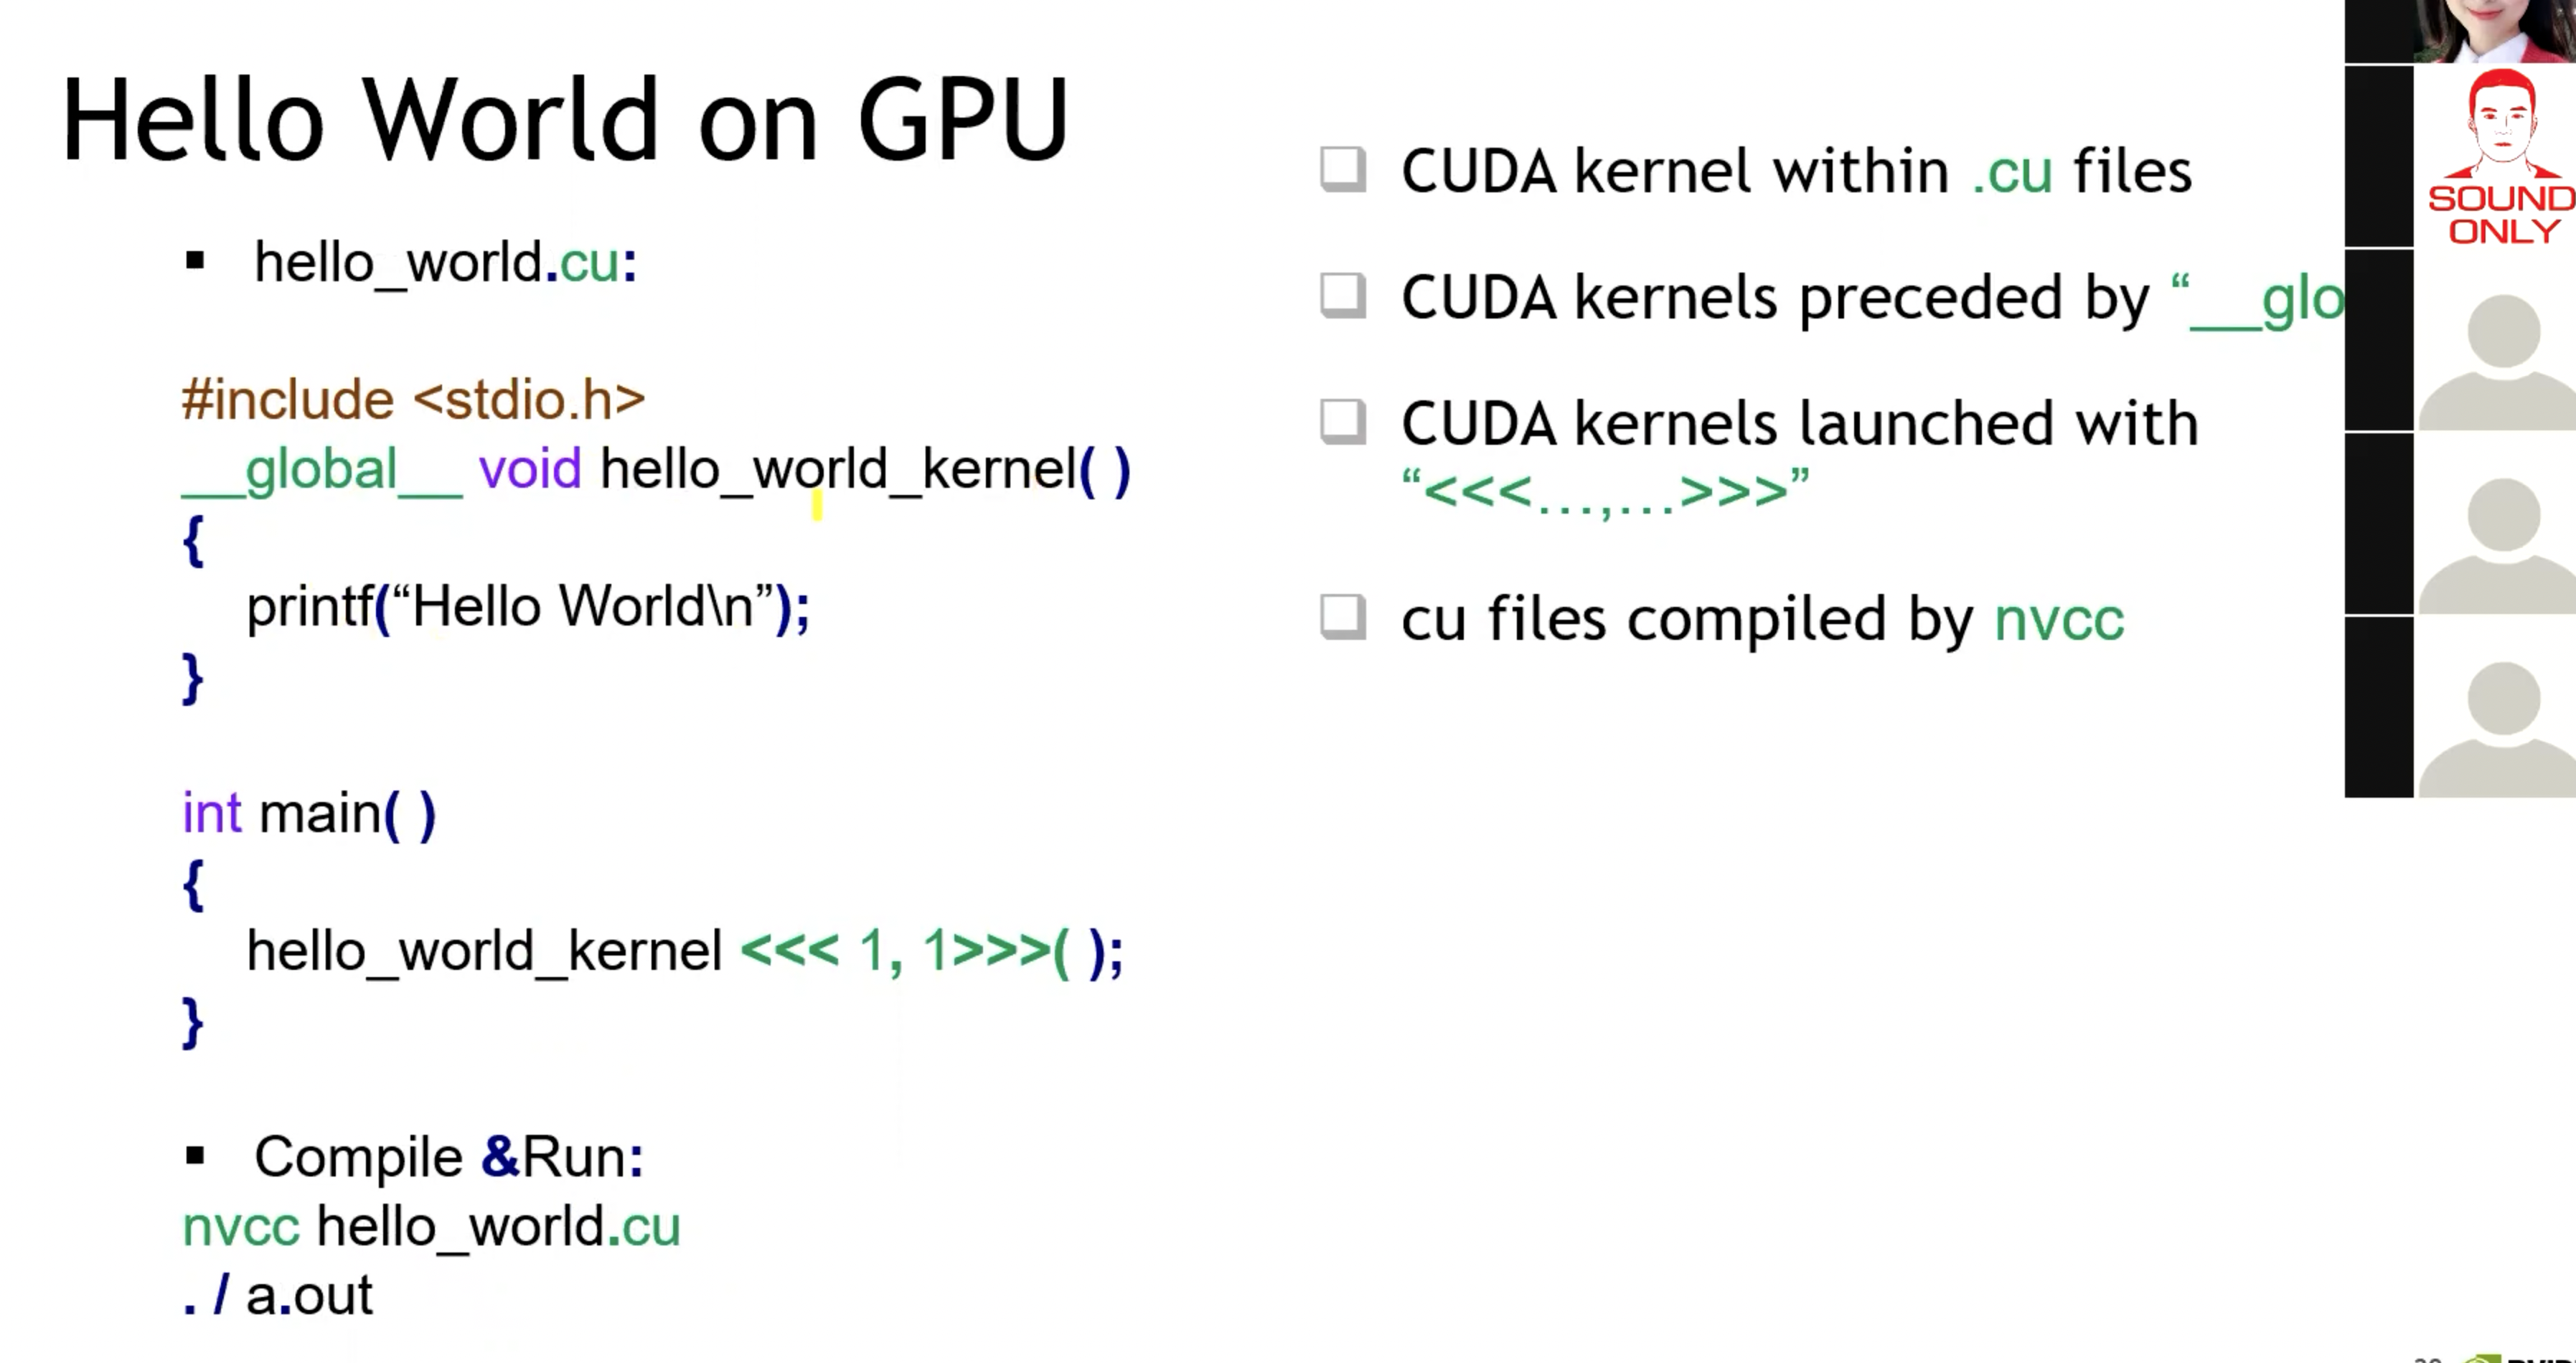 Hello World on GPU
▪ hello_world.cu:
#include <stdio.h>
__global__ void hello_world_kernel( )
{
printf(“Hello World\n”);
}
int main( )
{
hello_world_kernel <<< 1, 1>>>( );
}
▪ Compile &Run:
nvcc hello_world.cu
. / a.out
❑ CUDA kernel within .cu files
❑ CUDA kernels preceded by “__glo
❑ CUDA kernels launched with
“<<<…,…>>>”
❑ cu files compiled by nvcc
SOUND
ONLY